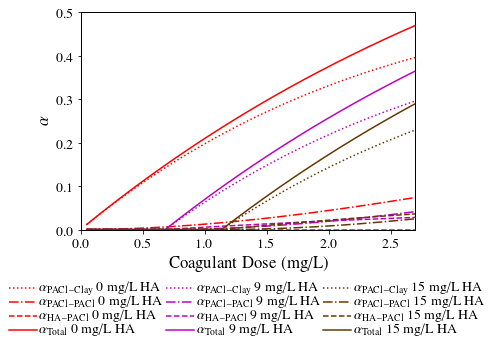 0.5
0.4
0.3
0.2
0.1
0.0
α
0.0 0.5 1.0 1.5 2.0 2.5
Coagulant Dose (mg/L)
αPACl−Clay 0 mg/L HA αPACl−Clay 9 mg/L HA αPACl−Clay 15 mg/L HA
αPACl−PACl 0 mg/L HA αPACl−PACl 9 mg/L HA αPACl−PACl 15 mg/L HA
αHA−PACl 0 mg/L HA αHA−PACl 9 mg/L HA αHA−PACl 15 mg/L HA
αTotal 0 mg/L HA αTotal 9 mg/L HA αTotal 15 mg/L HA